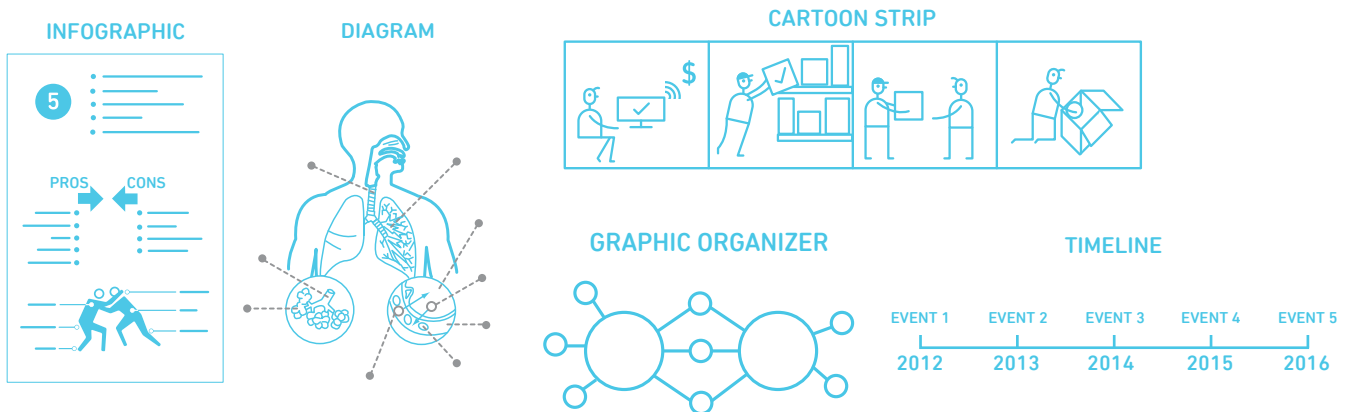 INFOGRAPHIC
5
PROS
CONS
DIAGRAM
CARTOON STRIP
$
GRAPHIC ORGANIZER
TIMELINE
EVENT 1 EVENT 2 EVENT 3 EVENT 4 EVENT 5
2012 2013 2014 2015 2016